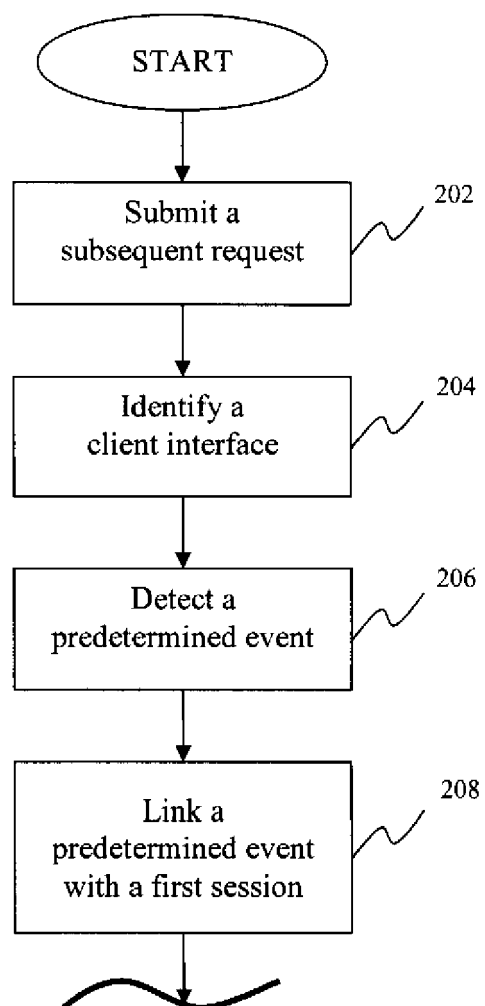 START
202
Submit a
subsequent request
204
Identify a
client interface
206
Detect a
predetermined event
208
Link a
predetermined event
with a first session